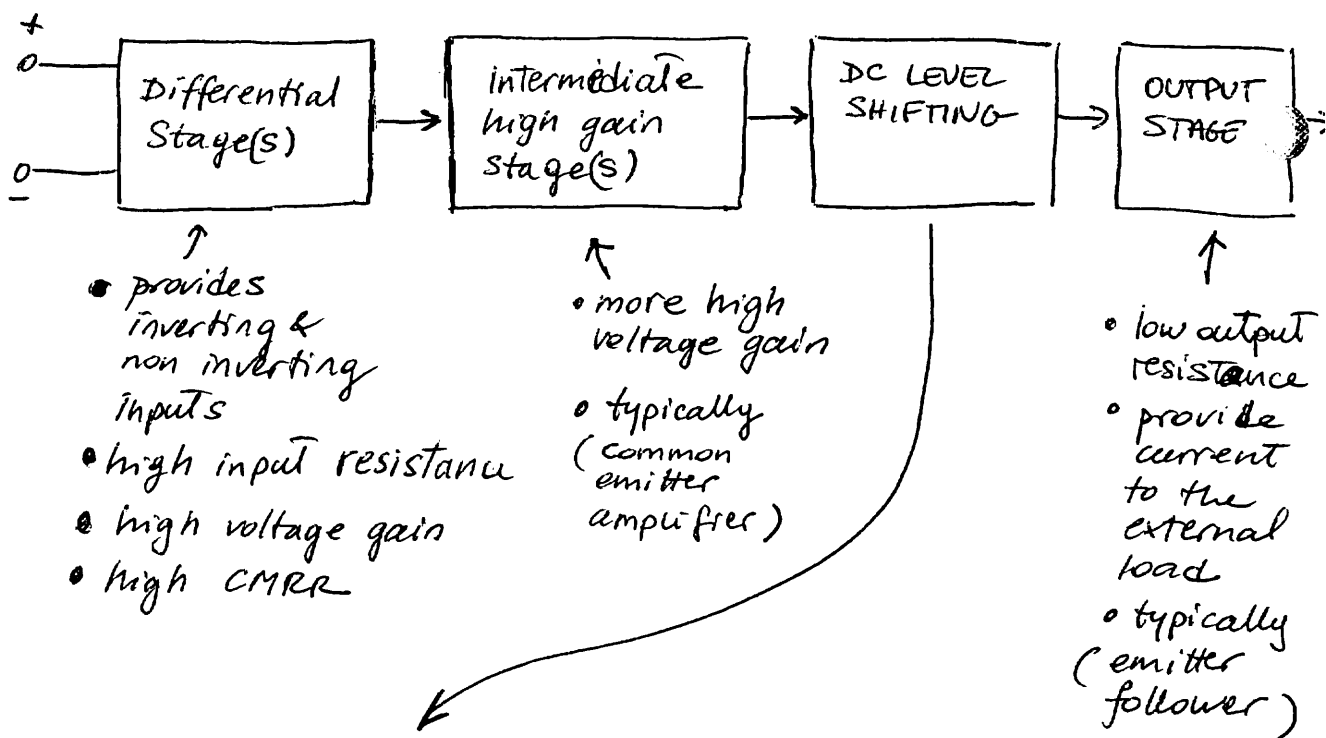 +
Differential
Stage(s)
intermediate
high gain
stage(s)
DC LEVEL
SHIFTING
OUTPUT
STAGE
−
• provides
inverting &
non inverting
inputs
• high input resistance
• high voltage gain
• high CMRR
• more high
voltage gain
• typically
(common
emitter
amplifier)
• low output
resistance
• provide
current
to the
external
load
• typically
(emitter
follower)